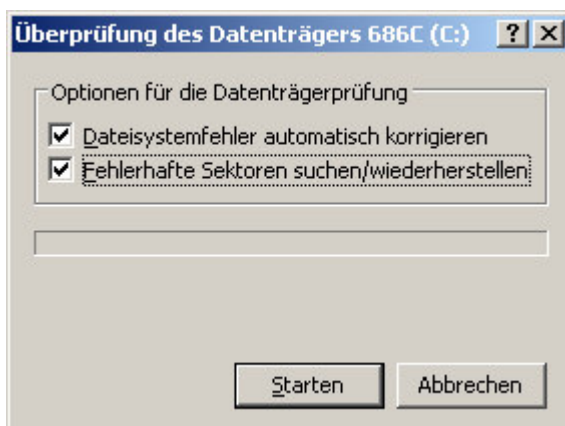 Überprüfung des Datenträgers 686C (C:)
Optionen für die Datenträgerprüfung
Dateisystemfehler automatisch korrigieren
Fehlerhafte Sektoren suchen/wiederherstellen
Starten
Abbrechen